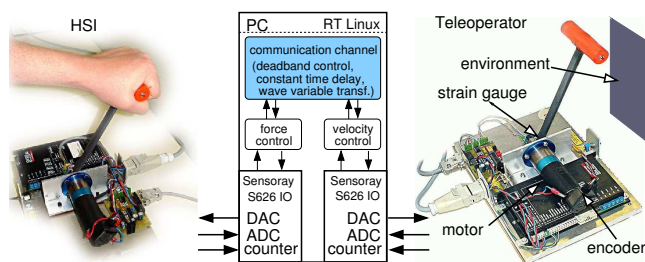 HSI
PC
RT Linux
Teleoperator
communication channel
(deadband control,
constant time delay,
wave variable transf.)
environment
strain gauge
force
control
velocity
control
Sensoray
S626 IO
Sensoray
S626 IO
DAC
ADC
counter
DAC
ADC
counter
motor
encoder